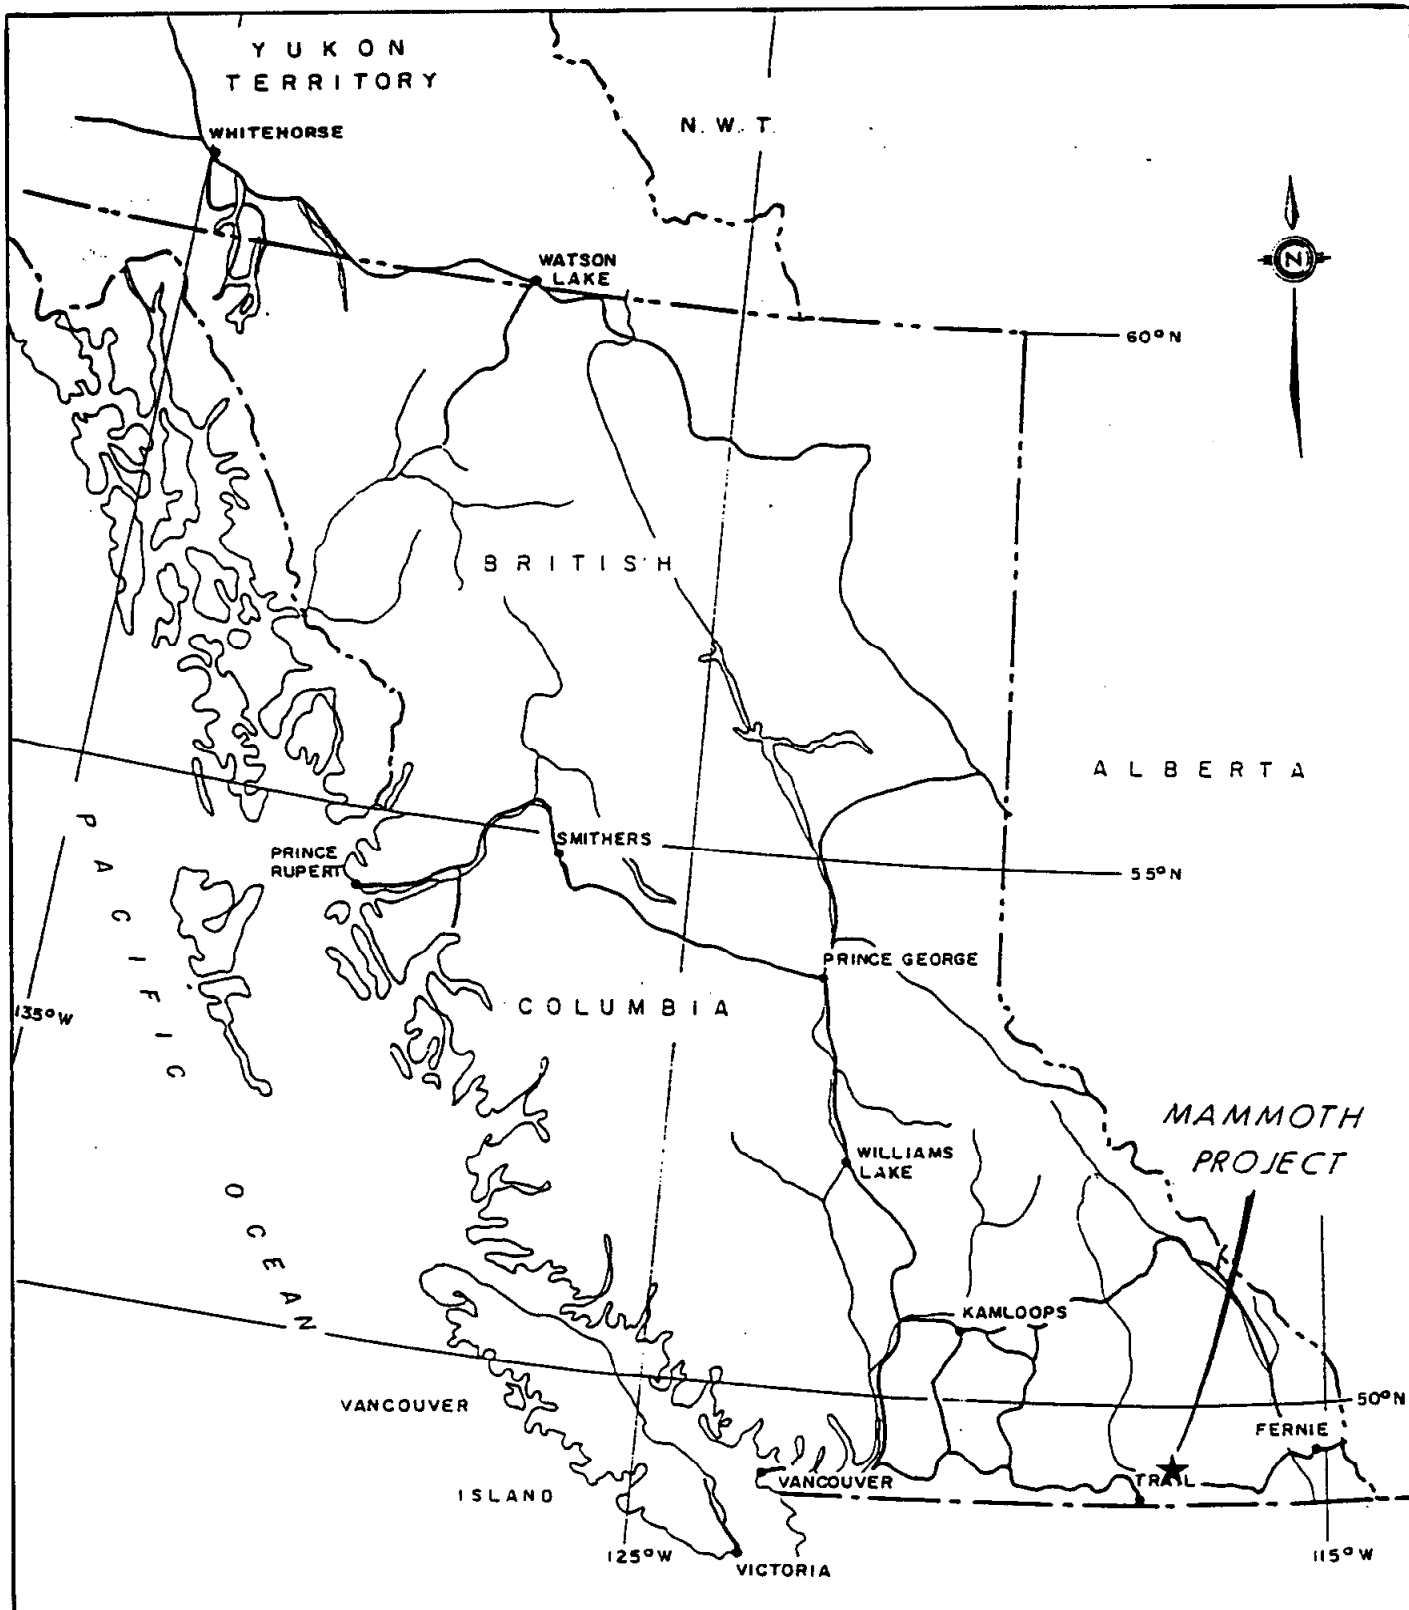 YUKON
TERRITORY
N.W.T.
WHITEHORSE
WATSON
LAKE
N
60°N
BRITISH
ALBERTA
PACIFIC
OCEAN
SMITHERS
PRINCE
RUPERT
55°N
PRINCE GEORGE
COLUMBIA
135°W
MAMMOTH
PROJECT
WILLIAMS
LAKE
KAMLOOPS
50°N
VANCOUVER
FERNIE
TRAIL
VANCOUVER
ISLAND
125°W
VICTORIA
115°W